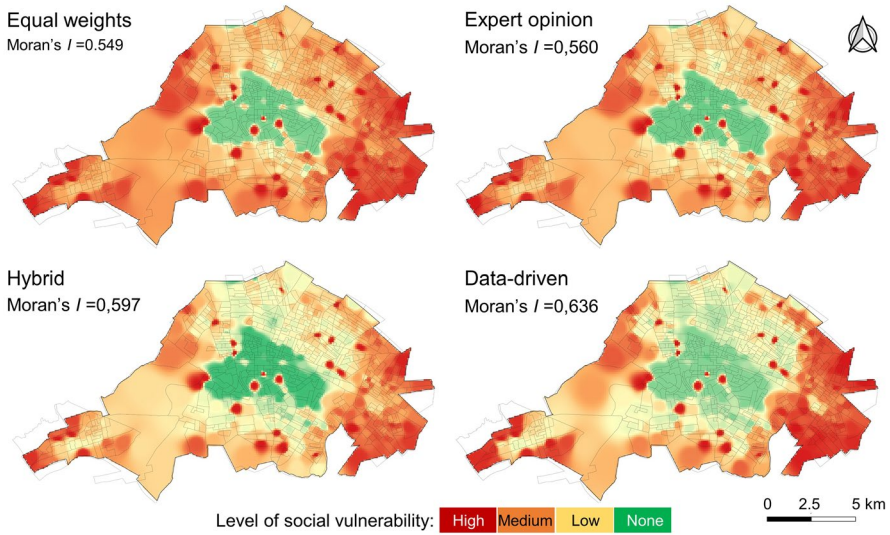 Equal weights
Moran's I =0.549
Expert opinion
Moran's I =0,560
Hybrid
Moran's I =0,597
Data-driven
Moran's I =0,636
Level of social vulnerability: High Medium Low None
0 2.5 5 km